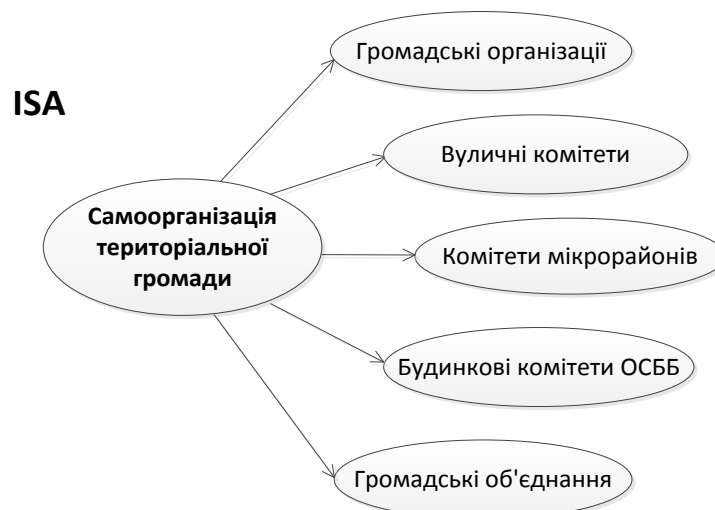 Громадські організації
ISA
Вуличні комітети
Самоорганізація
територіальної
громади
Комітети мікрорайонів
Будинкові комітети ОСББ
Громадські об'єднання